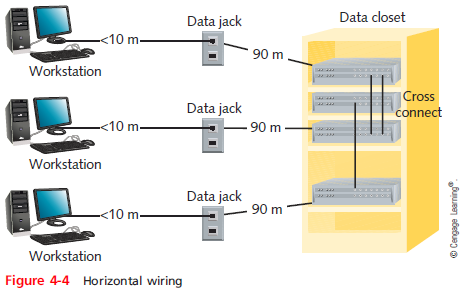 Data jack
Data closet
<10 m
90 m
Workstation
Data jack
<10 m
90 m
Cross
connect
Workstation
Data jack
<10 m
90 m
Workstation
© Cengage Learning®.
Figure 4-4 Horizontal wiring